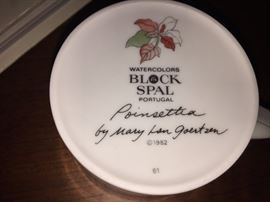 WATERCOLORS
BLOCK
SPAL
PORTUGAL
Poinsettia
by Mary Lou Goertzen
©1982
61